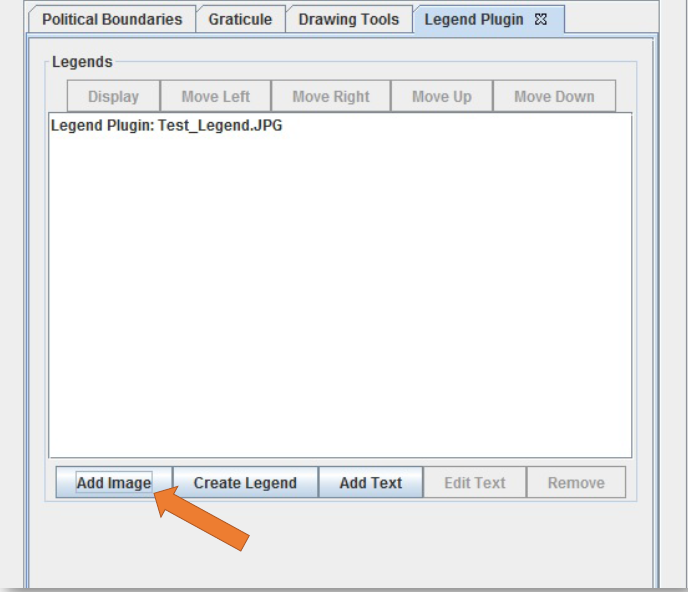 Political Boundaries Graticule Drawing Tools Legend Plugin
Legends
Display Move Left Move Right Move Up Move Down
Legend Plugin: Test_Legend.JPG
Add Image Create Legend Add Text Edit Text Remove